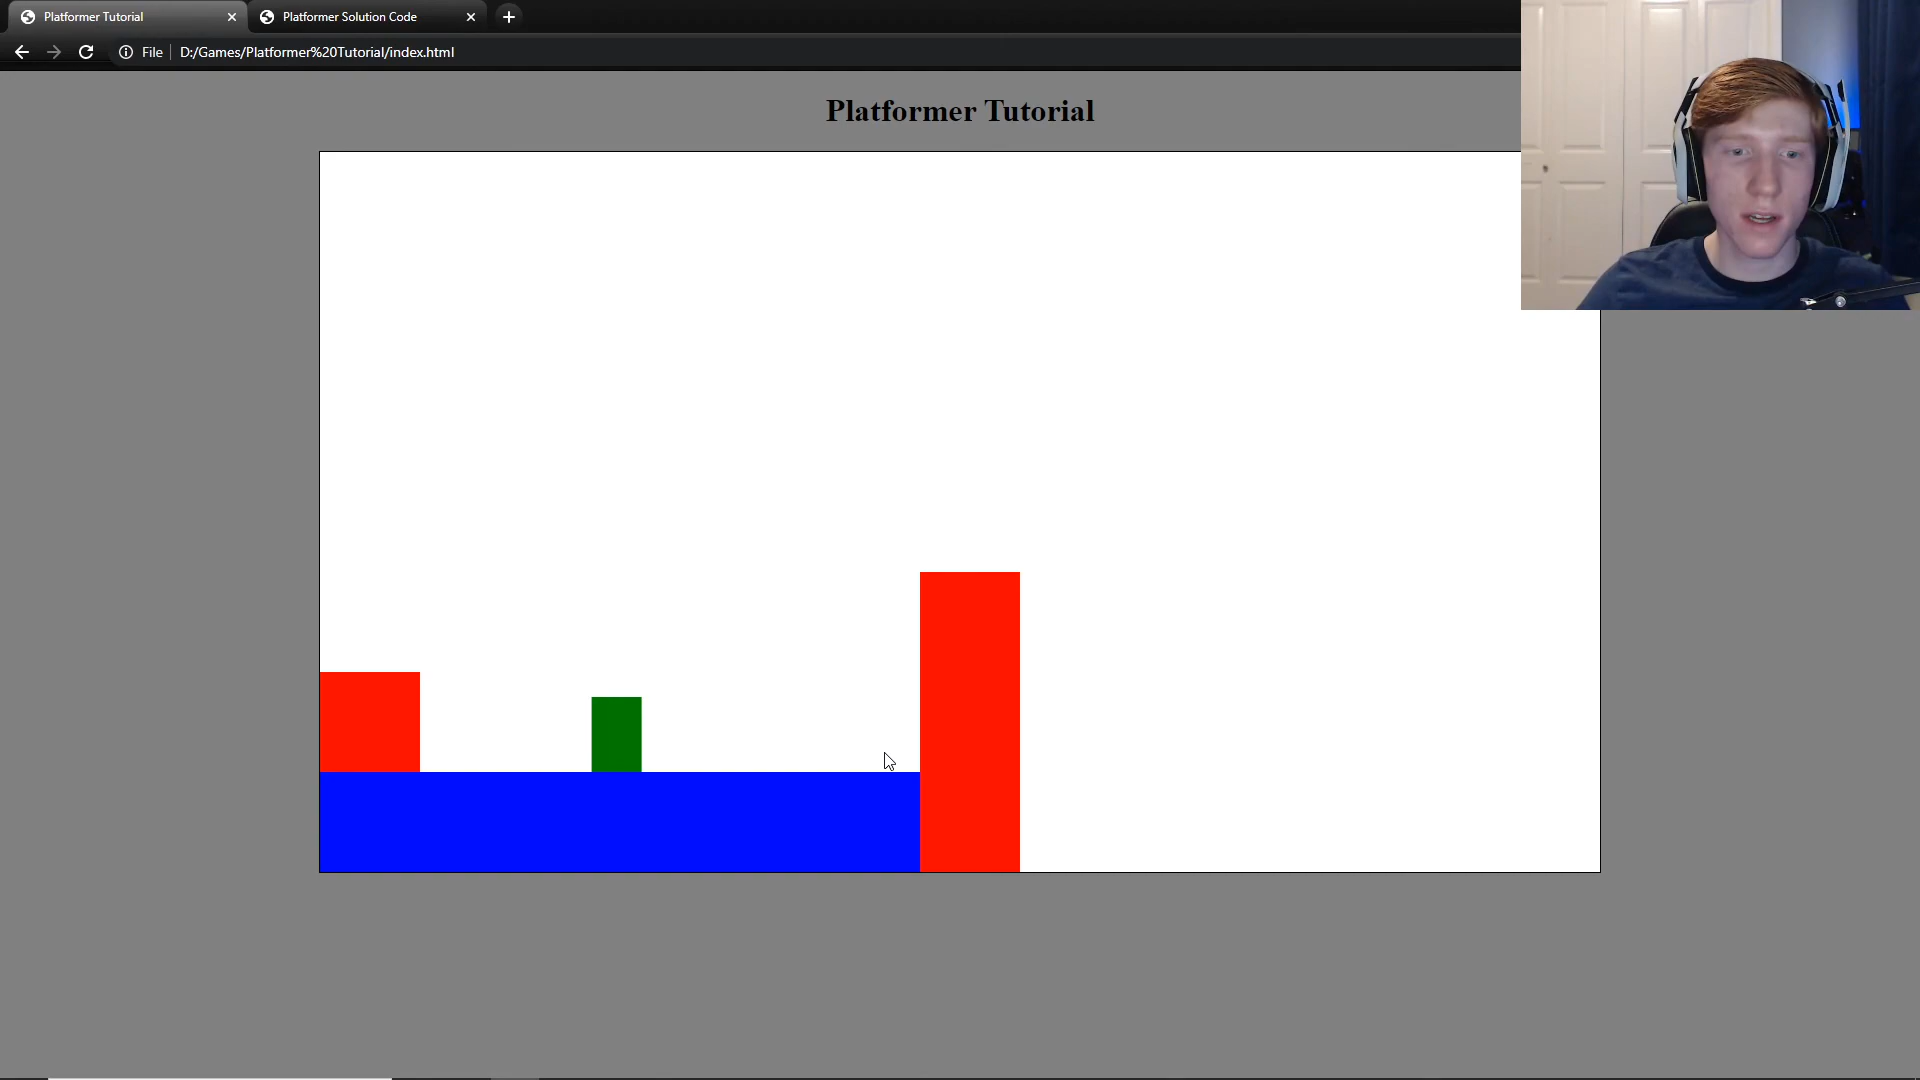 Platformer Tutorial
Platformer Solution Code
File
D:/Games/Platformer%20Tutorial/index.html
Platformer Tutorial